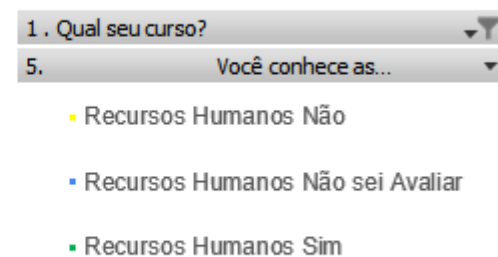 1 . Qual seu curso?
5. Você conhece as...
Recursos Humanos Não
Recursos Humanos Não sei Avaliar
Recursos Humanos Sim